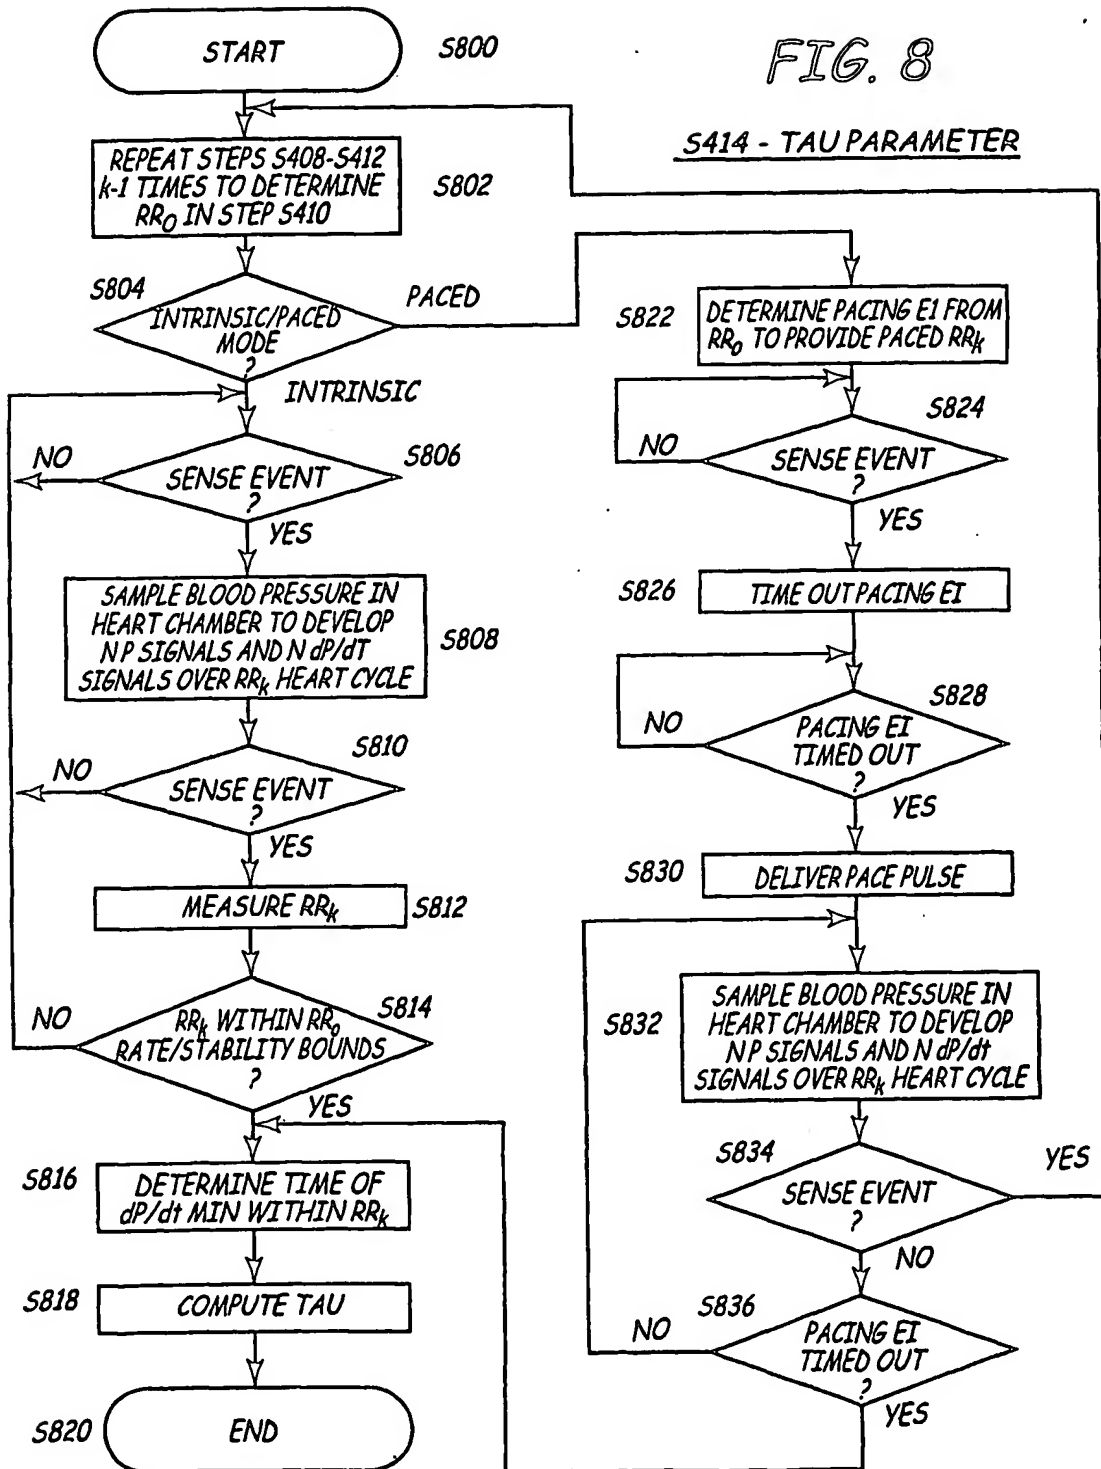 START
S800
FIG. 8
S414 - TAU PARAMETER
REPEAT STEPS S408-S412
k-1 TIMES TO DETERMINE
RRO IN STEP S410
S802
S804
INTRINSIC/PACED
MODE
?
PACED
INTRINSIC
NO
SENSE EVENT
?
S806
YES
SAMPLE BLOOD PRESSURE IN
HEART CHAMBER TO DEVELOP
N P SIGNALS AND N dP/dT
SIGNALS OVER RRk HEART CYCLE
S808
S810
NO
SENSE EVENT
?
YES
MEASURE RRk
S812
S814
NO
RRk WITHIN RRo
RATE/STABILITY BOUNDS
?
YES
S816
DETERMINE TIME OF
dP/dt MIN WITHIN RRk
S818
COMPUTE TAU
S820
END
S822
DETERMINE PACING EI FROM
RRo TO PROVIDE PACED RRk
S824
NO
SENSE EVENT
?
YES
S826
TIME OUT PACING EI
S828
NO
PACING EI
TIMED OUT
?
YES
S830
DELIVER PACE PULSE
S832
SAMPLE BLOOD PRESSURE IN
HEART CHAMBER TO DEVELOP
N P SIGNALS AND N dP/dt
SIGNALS OVER RRk HEART CYCLE
S834
SENSE EVENT
?
YES
NO
S836
NO
PACING EI
TIMED OUT
?
YES